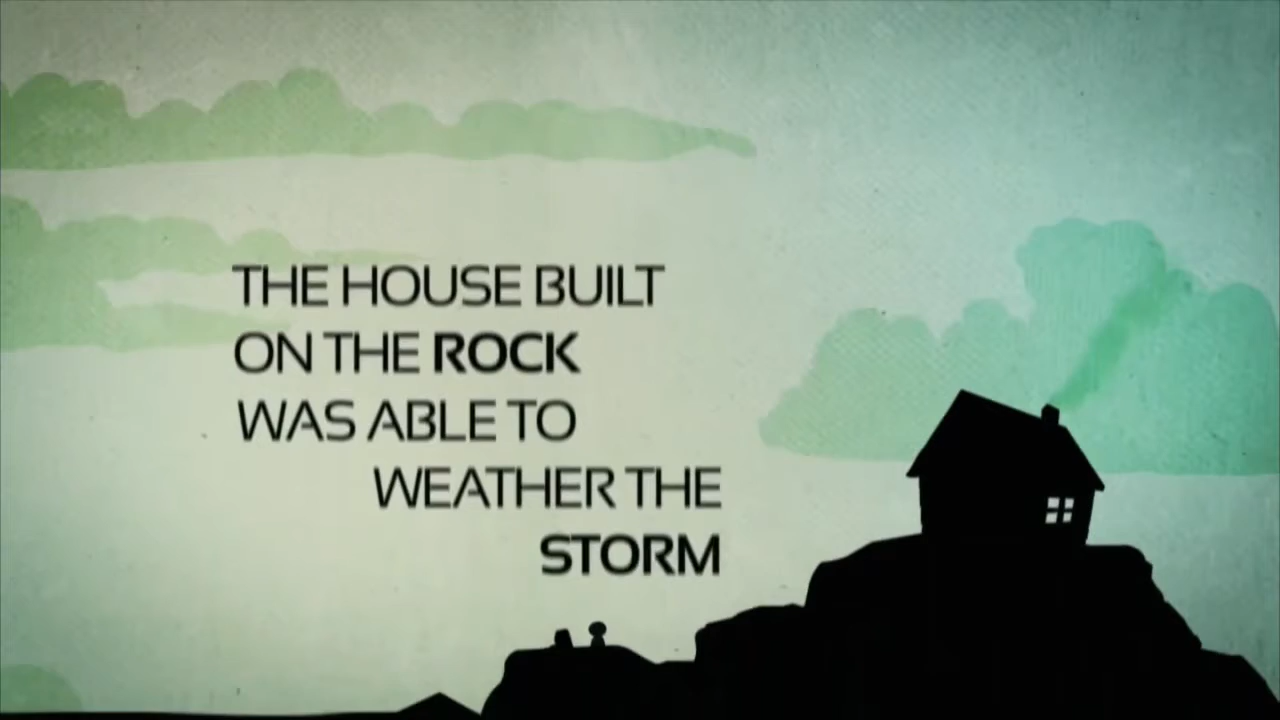 THE HOUSE BUILT
ON THE ROCK
WAS ABLE TO
WEATHER THE
STORM